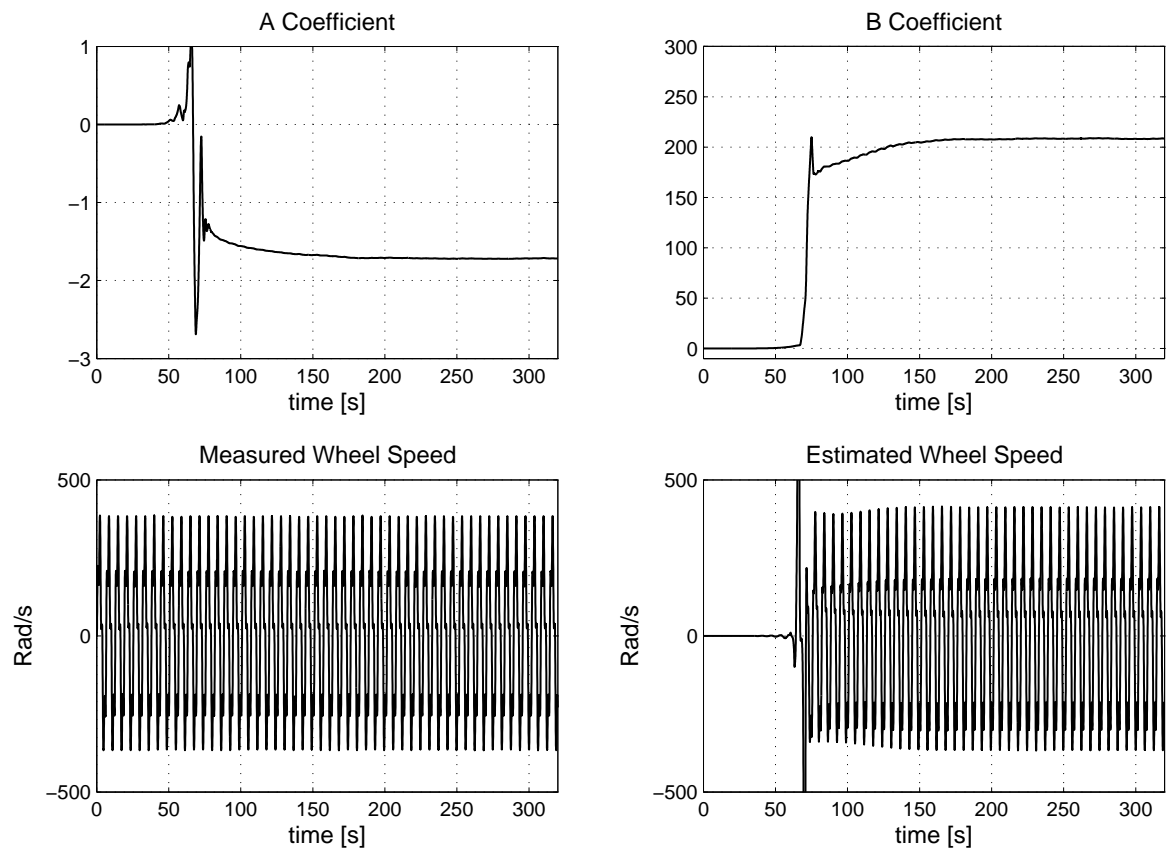 A Coefficient
1
0
−1
−2
−3
0 50 100 150 200 250 300
time [s]
B Coefficient
300
250
200
150
100
50
0
0 50 100 150 200 250 300
time [s]
Measured Wheel Speed
500
0
−500
Rad/s
0 50 100 150 200 250 300
time [s]
Estimated Wheel Speed
500
0
−500
Rad/s
0 50 100 150 200 250 300
time [s]